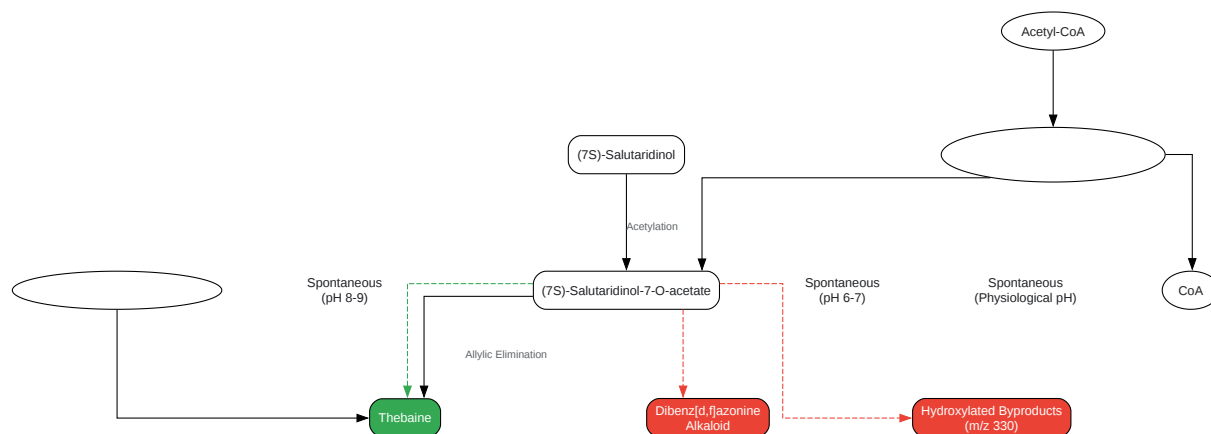 Acetyl-CoA
(7S)-Salutaridinol
Acetylation
Spontaneous
(pH 8-9)
(7S)-Salutaridinol-7-O-acetate
Spontaneous
(pH 6-7)
Spontaneous
(Physiological pH)
CoA
Allylic Elimination
Thebaine
Dibenz[d,f]azonine
Alkaloid
Hydroxylated Byproducts
(m/z 330)